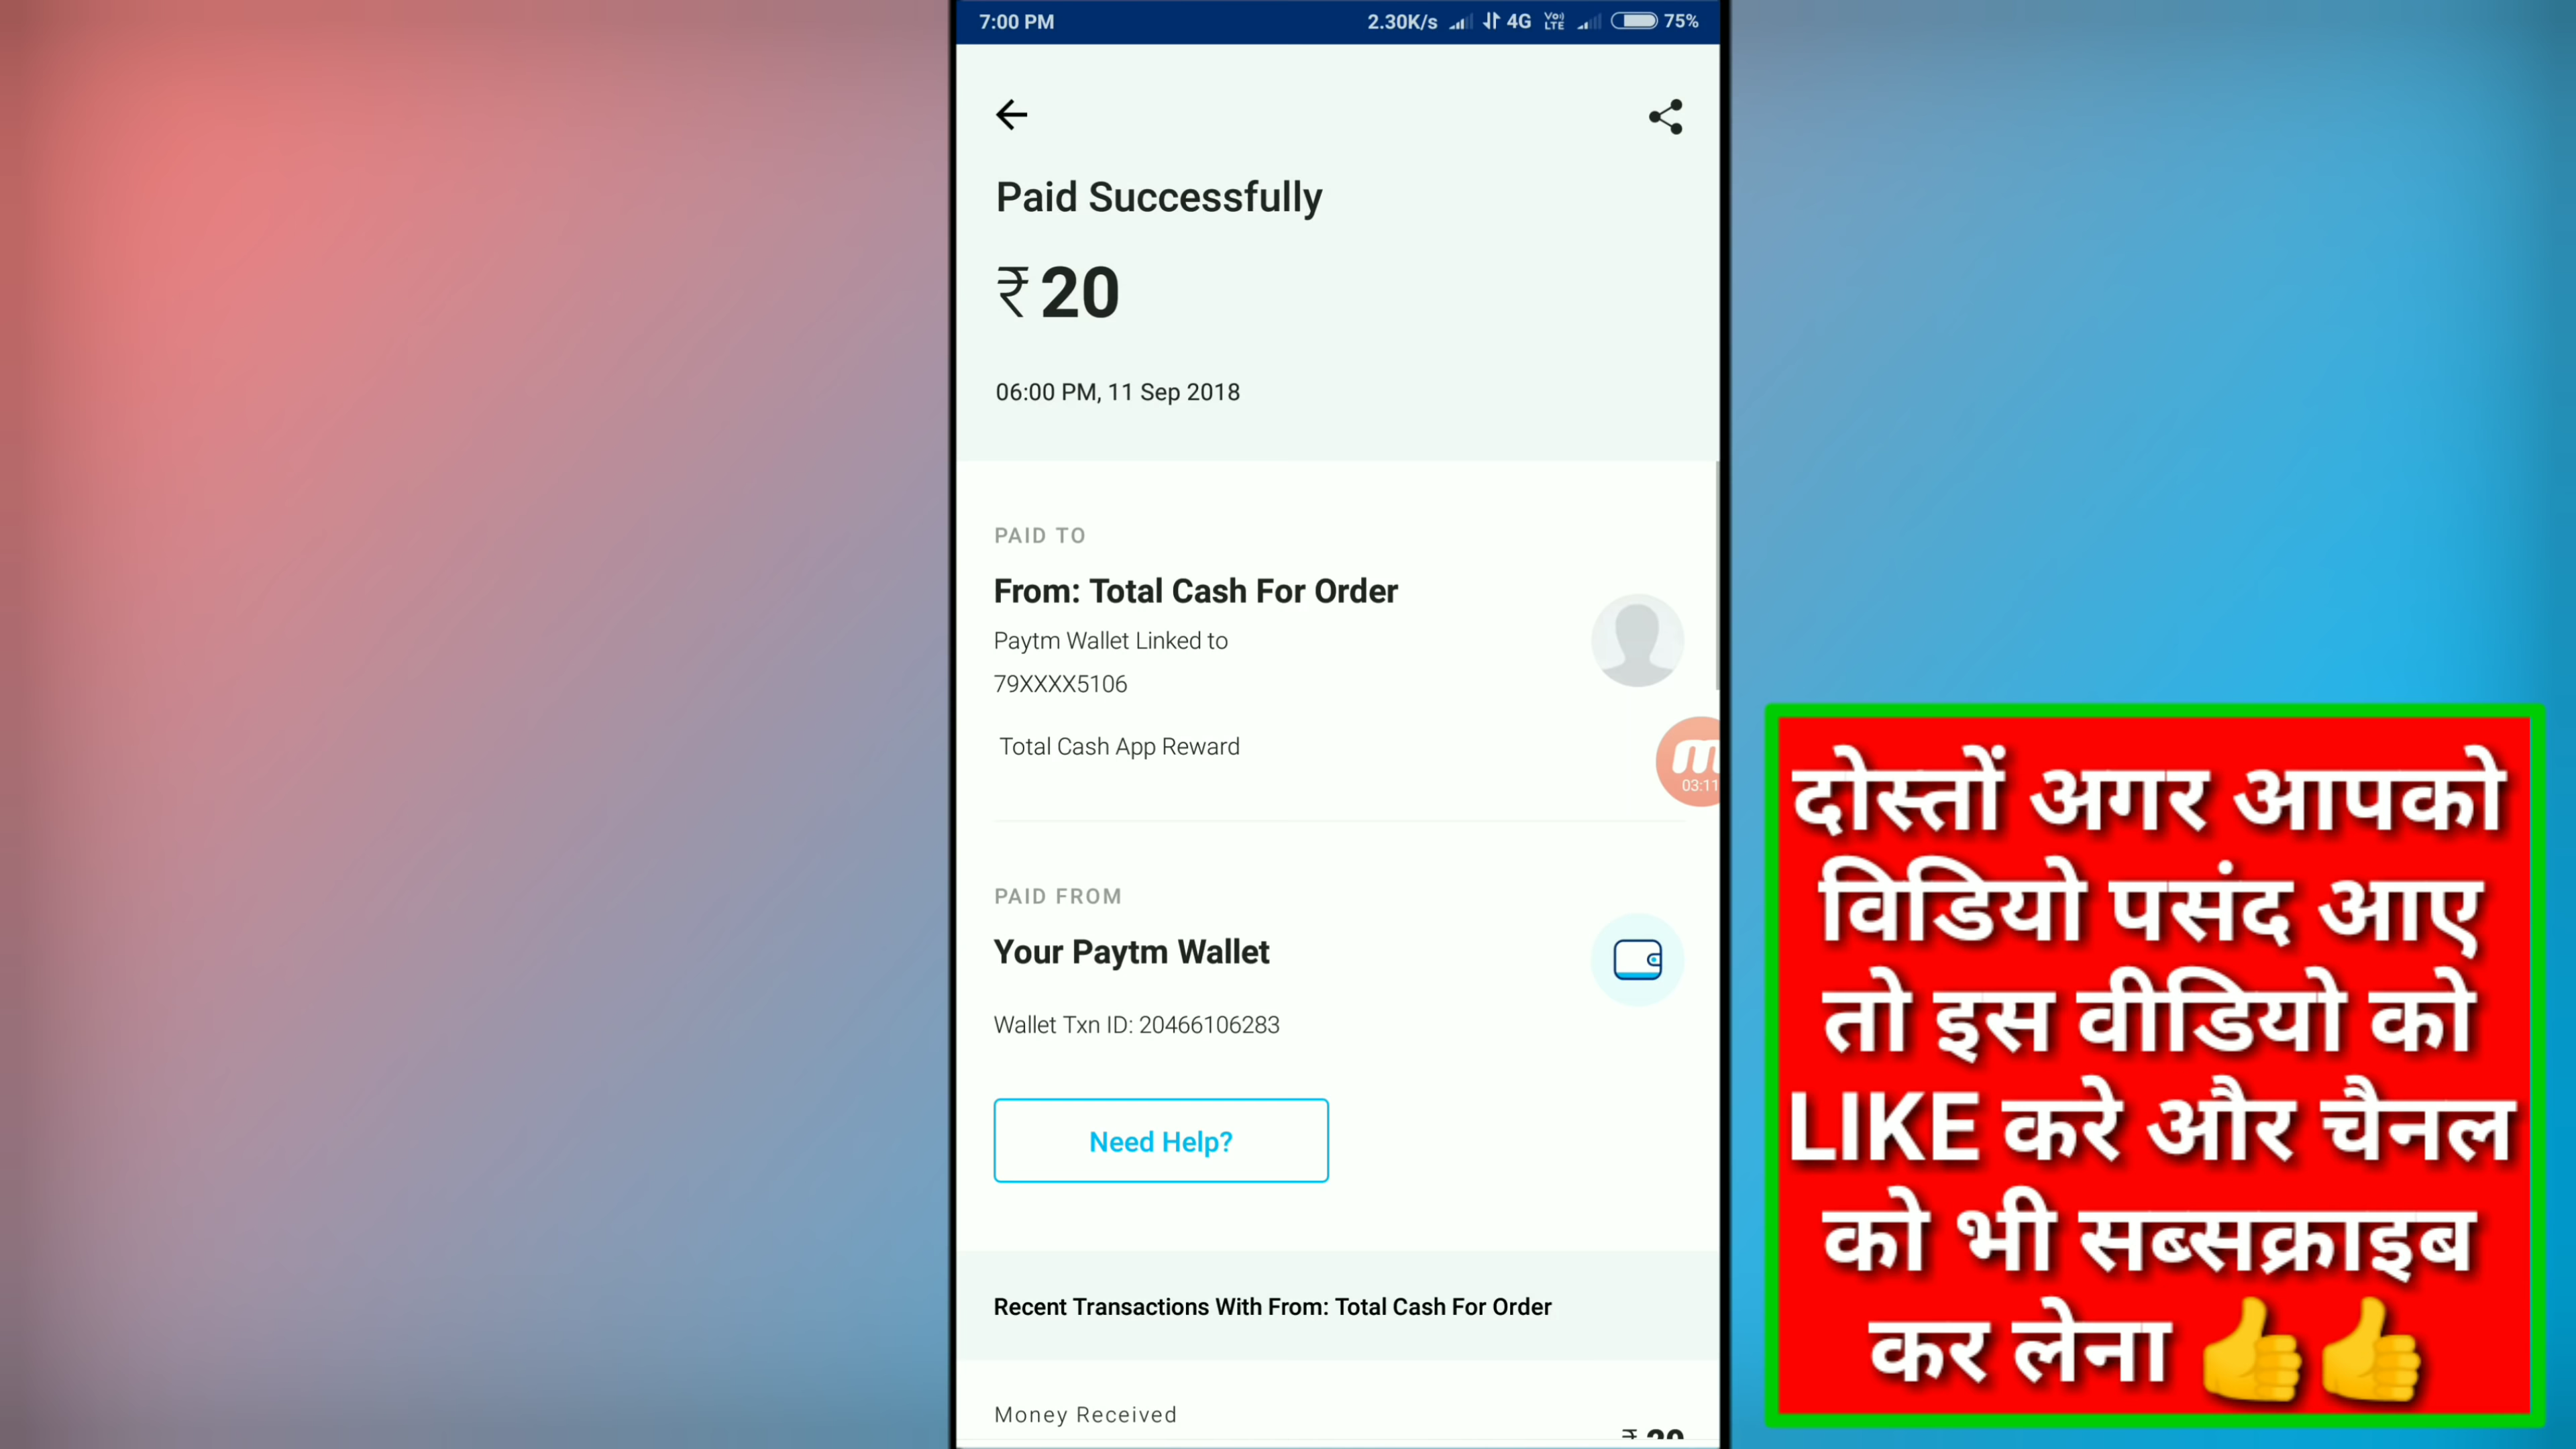 7:00 PM 2.30K/s 4G VoLTE 75%
Paid Successfully
₹20
06:00 PM, 11 Sep 2018
PAID TO
From: Total Cash For Order
Paytm Wallet Linked to
79XXXX5106
Total Cash App Reward
03:11
PAID FROM
Your Paytm Wallet
Wallet Txn ID: 20466106283
Need Help?
Recent Transactions With From: Total Cash For Order
Money Received
दोस्तों अगर आपको
विडियो पसंद आए
तो इस वीडियो को
LIKE करे और चैनल
को भी सब्सक्राइब
कर लेना 👍👍